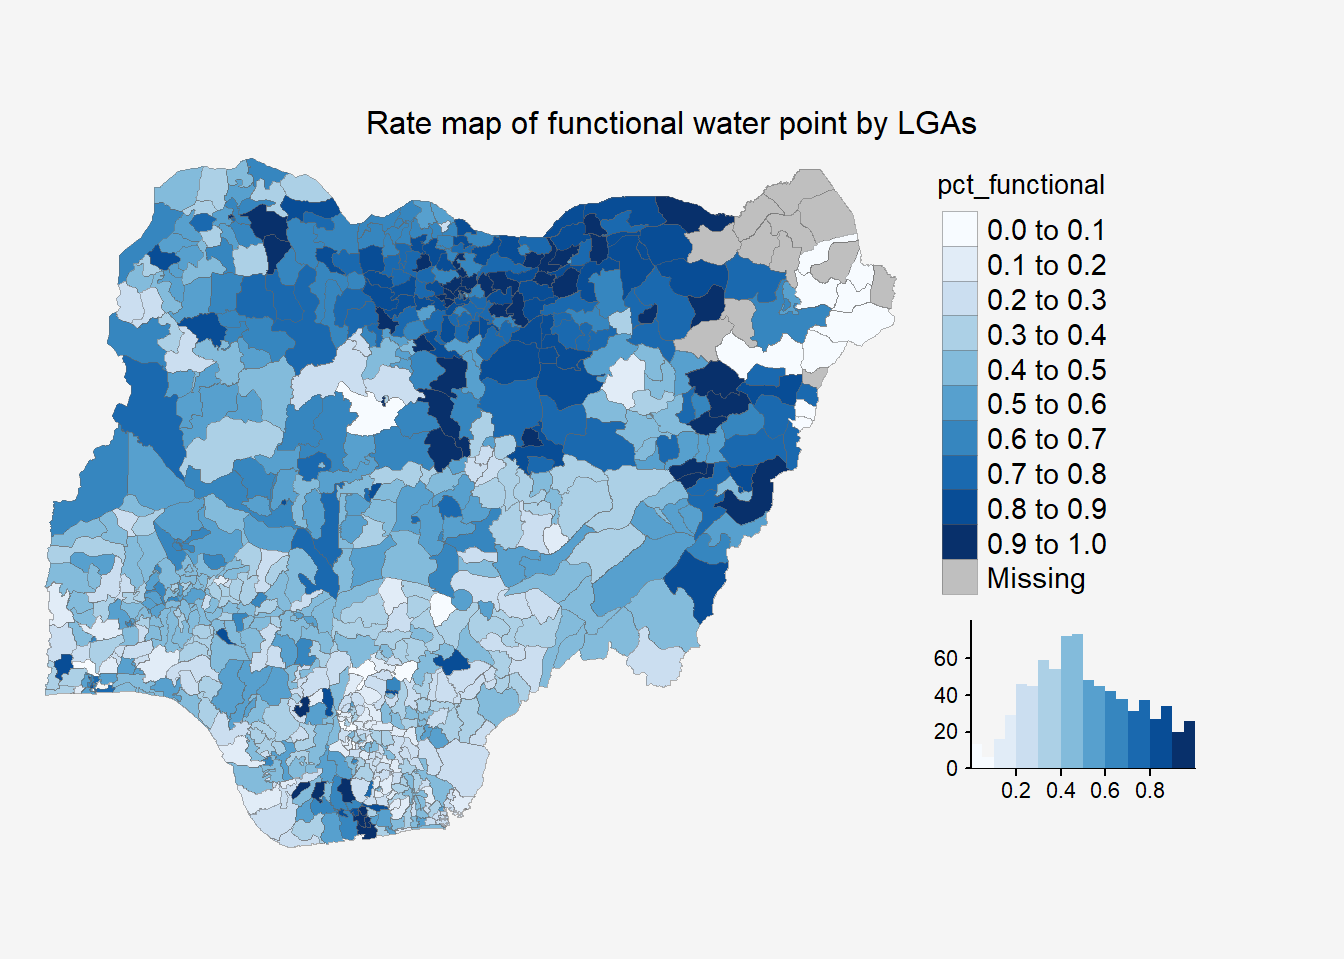 Rate map of functional water point by LGAs
pct_functional
0.0 to 0.1
0.1 to 0.2
0.2 to 0.3
0.3 to 0.4
0.4 to 0.5
0.5 to 0.6
0.6 to 0.7
0.7 to 0.8
0.8 to 0.9
0.9 to 1.0
Missing
60
40
20
0
0.2 0.4 0.6 0.8